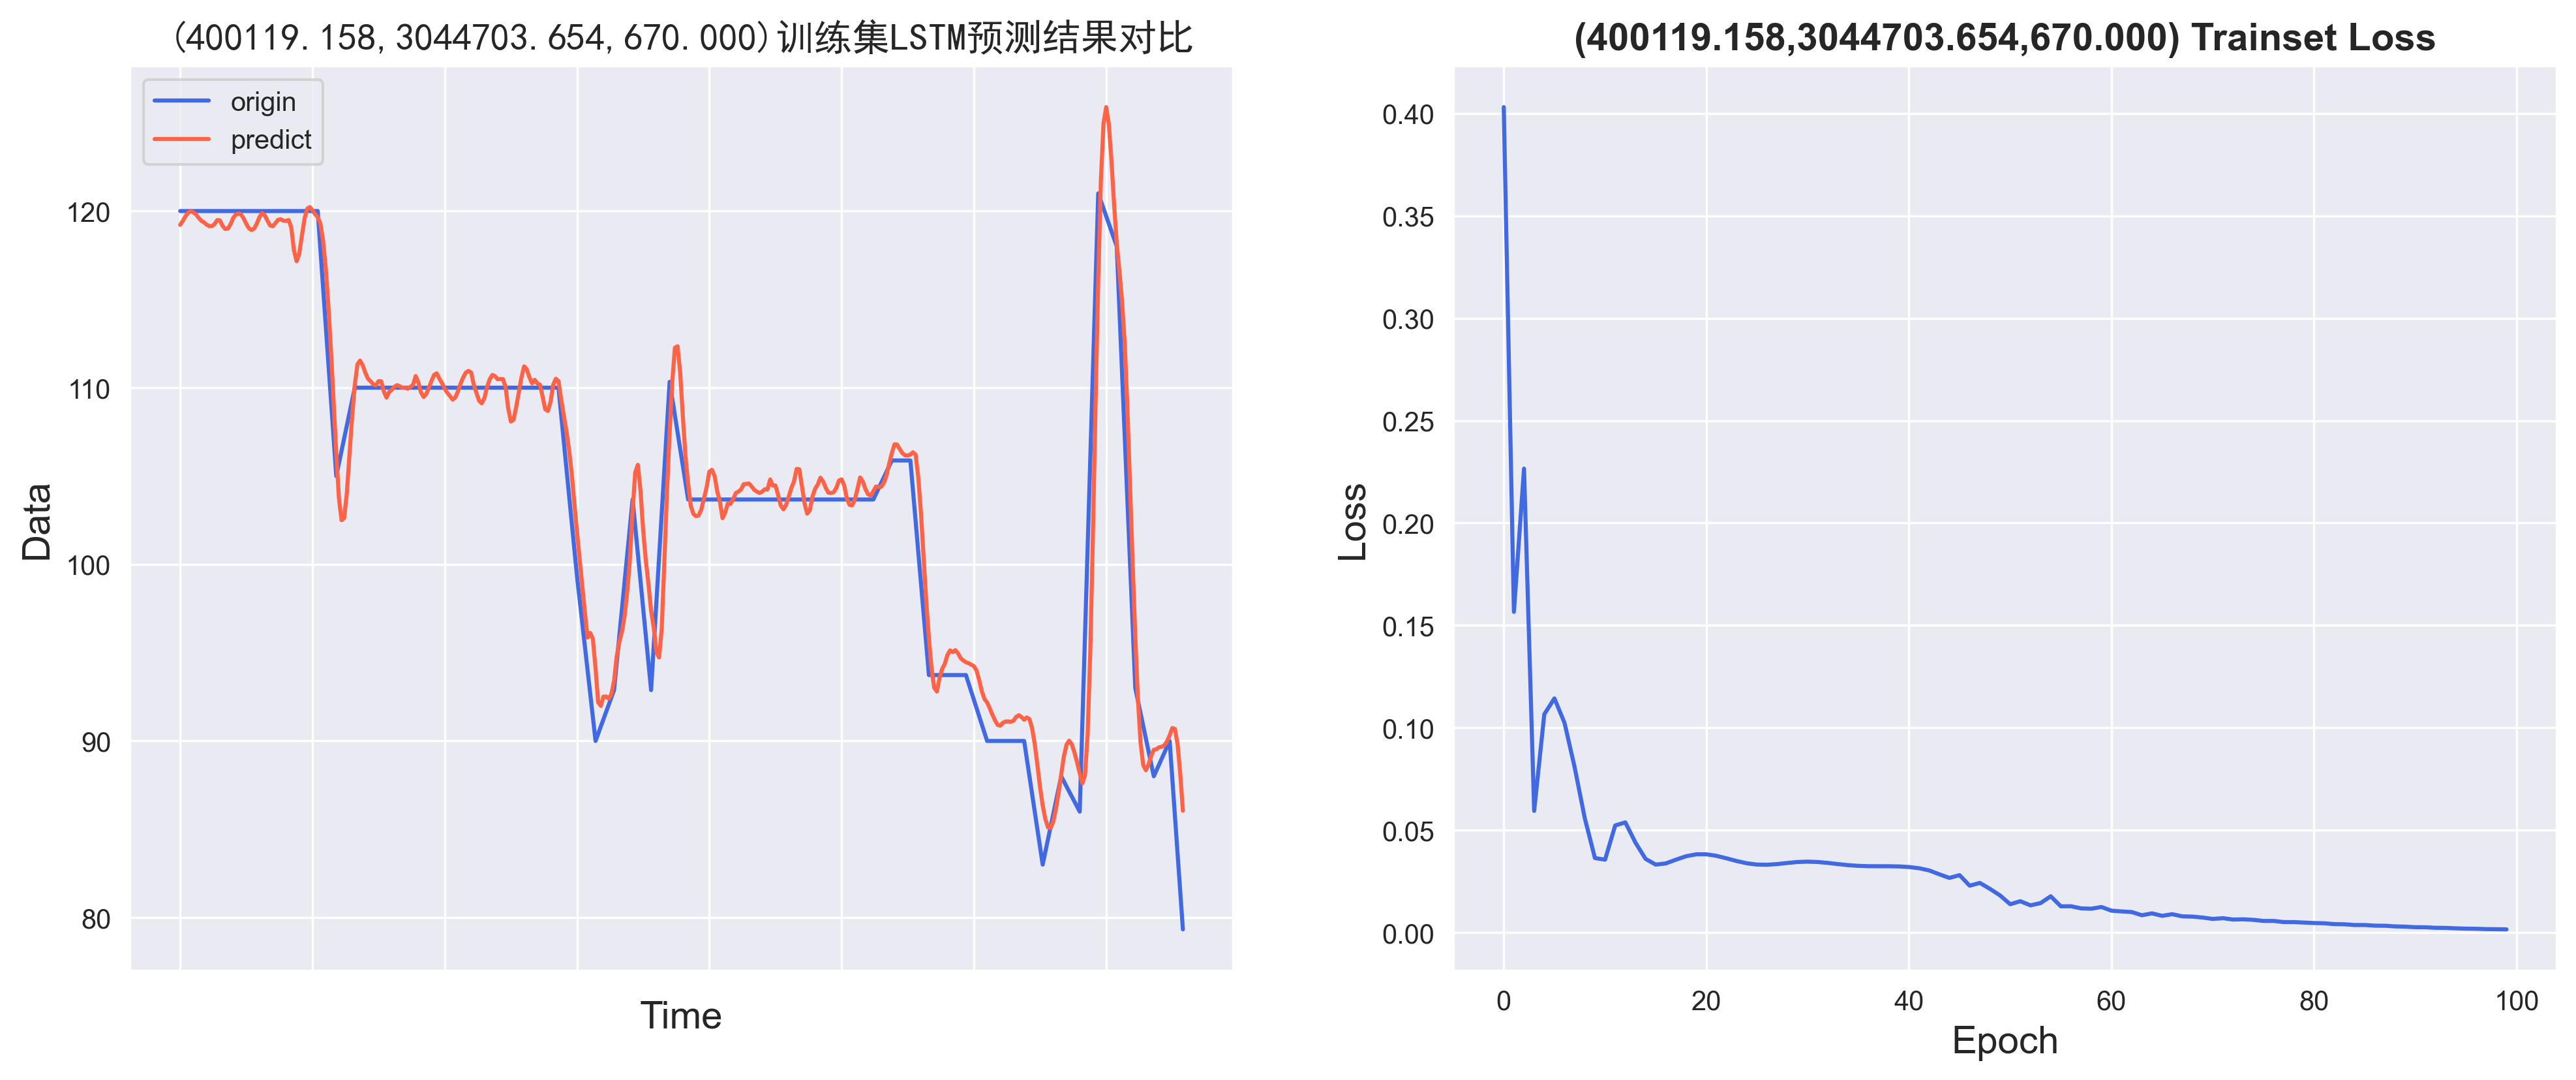 (400119.158,3044703.654,670.000)训练集LSTM预测结果对比
origin
predict
120
110
100
90
80
Data
Time
(400119.158,3044703.654,670.000) Trainset Loss
0.40
0.35
0.30
0.25
0.20
0.15
0.10
0.05
0.00
Loss
0 20 40 60 80 100
Epoch